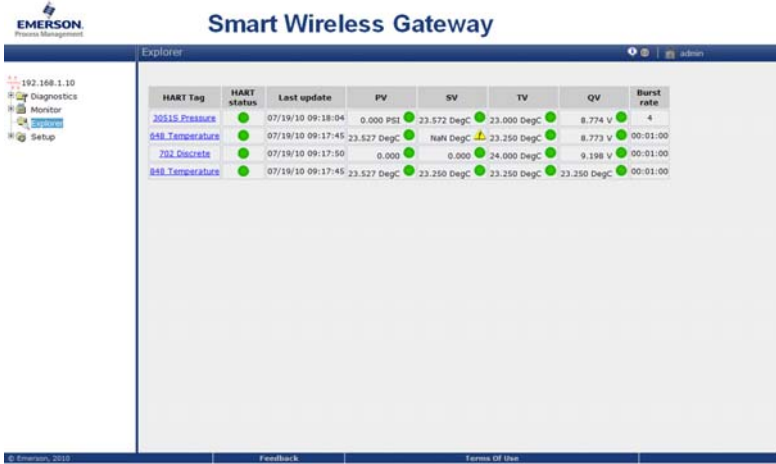 EMERSON.
Process Management
Smart Wireless Gateway
Explorer
admin
192.168.1.10
Diagnostics
Monitor
Explorer
Setup
HART Tag HART status Last update PV SV TV QV Burst rate
3051S Pressure 07/19/10 09:18:04 0.000 PSI 23.572 DegC 23.000 DegC 8.774 V 4
648 Temperature 07/19/10 09:17:45 23.527 DegC NaN DegC 23.250 DegC 8.773 V 00:01:00
702 Discrete 07/19/10 09:17:50 0.000 0.000 24.000 DegC 9.198 V 00:01:00
848 Temperature 07/19/10 09:17:45 23.527 DegC 23.250 DegC 23.250 DegC 23.250 DegC 00:01:00
© Emerson, 2010 Feedback Terms Of Use